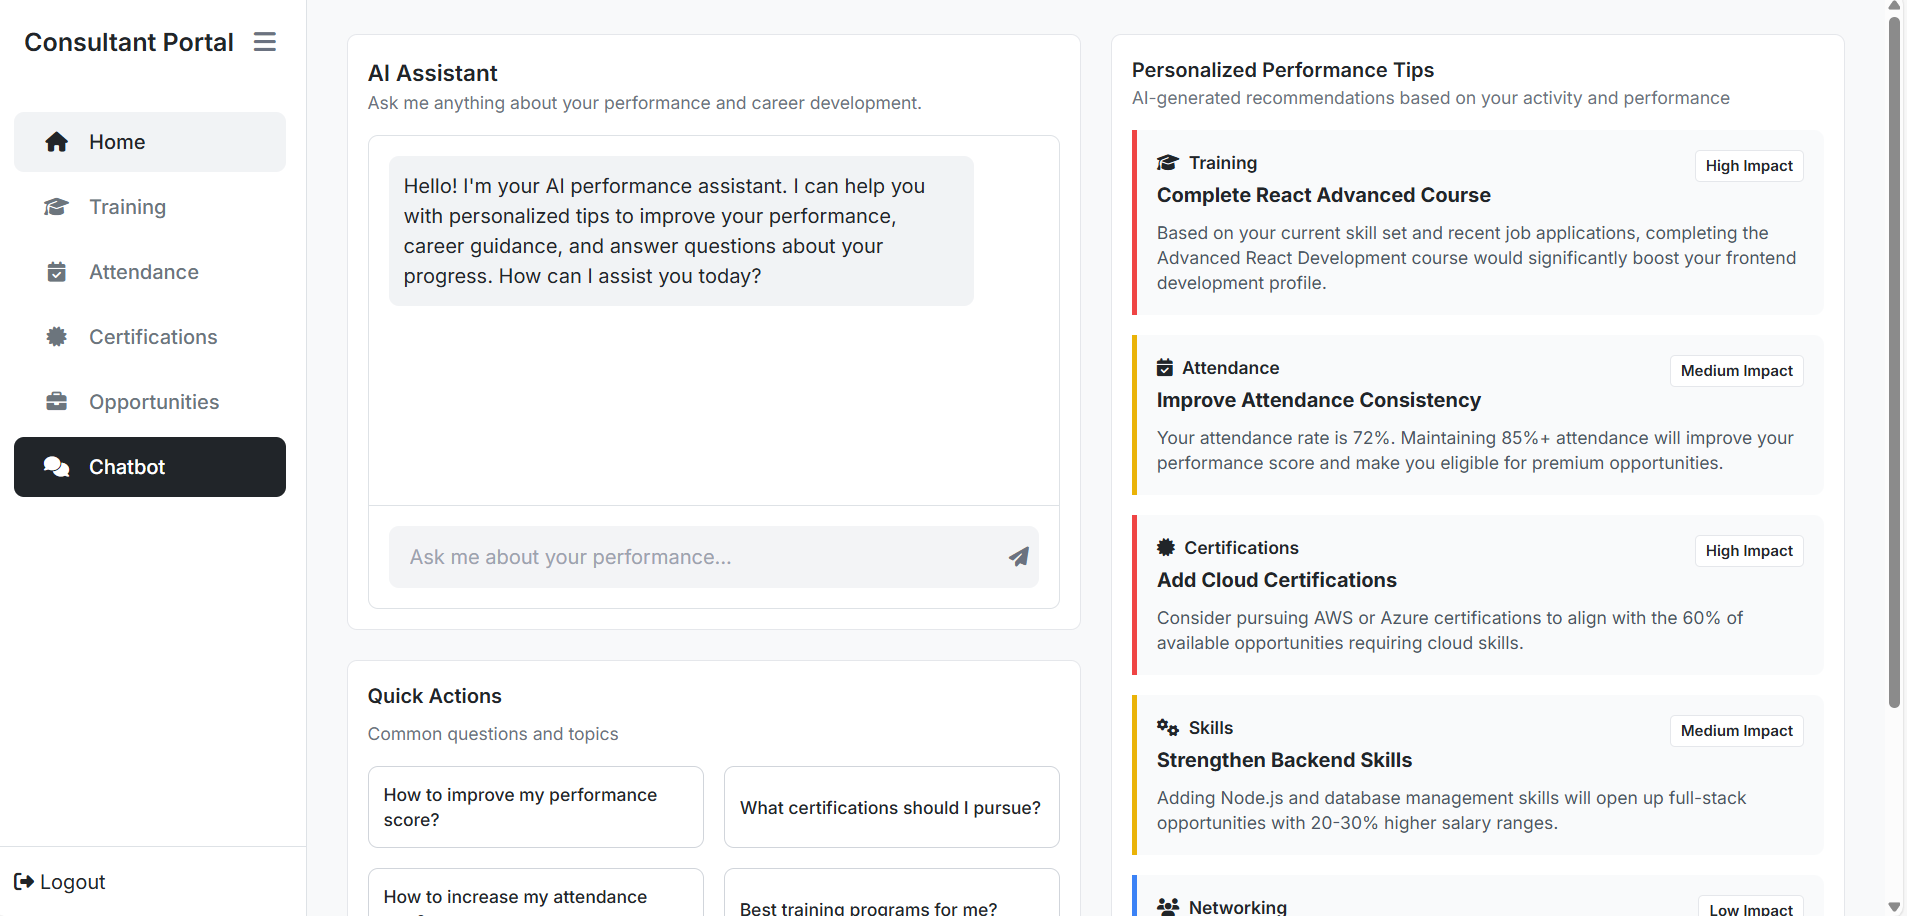 Consultant Portal
Home
Training
Attendance
Certifications
Opportunities
Chatbot
Logout
AI Assistant
Ask me anything about your performance and career development.
Hello! I'm your AI performance assistant. I can help you
with personalized tips to improve your performance,
career guidance, and answer questions about your
progress. How can I assist you today?
Ask me about your performance...
Quick Actions
Common questions and topics
How to improve my performance
score?
What certifications should I pursue?
How to increase my attendance
Best training programs for me?
Personalized Performance Tips
AI-generated recommendations based on your activity and performance
Training
High Impact
Complete React Advanced Course
Based on your current skill set and recent job applications, completing the
Advanced React Development course would significantly boost your frontend
development profile.
Attendance
Medium Impact
Improve Attendance Consistency
Your attendance rate is 72%. Maintaining 85%+ attendance will improve your
performance score and make you eligible for premium opportunities.
Certifications
High Impact
Add Cloud Certifications
Consider pursuing AWS or Azure certifications to align with the 60% of
available opportunities requiring cloud skills.
Skills
Medium Impact
Strengthen Backend Skills
Adding Node.js and database management skills will open up full-stack
opportunities with 20-30% higher salary ranges.
Networking
Low Impact